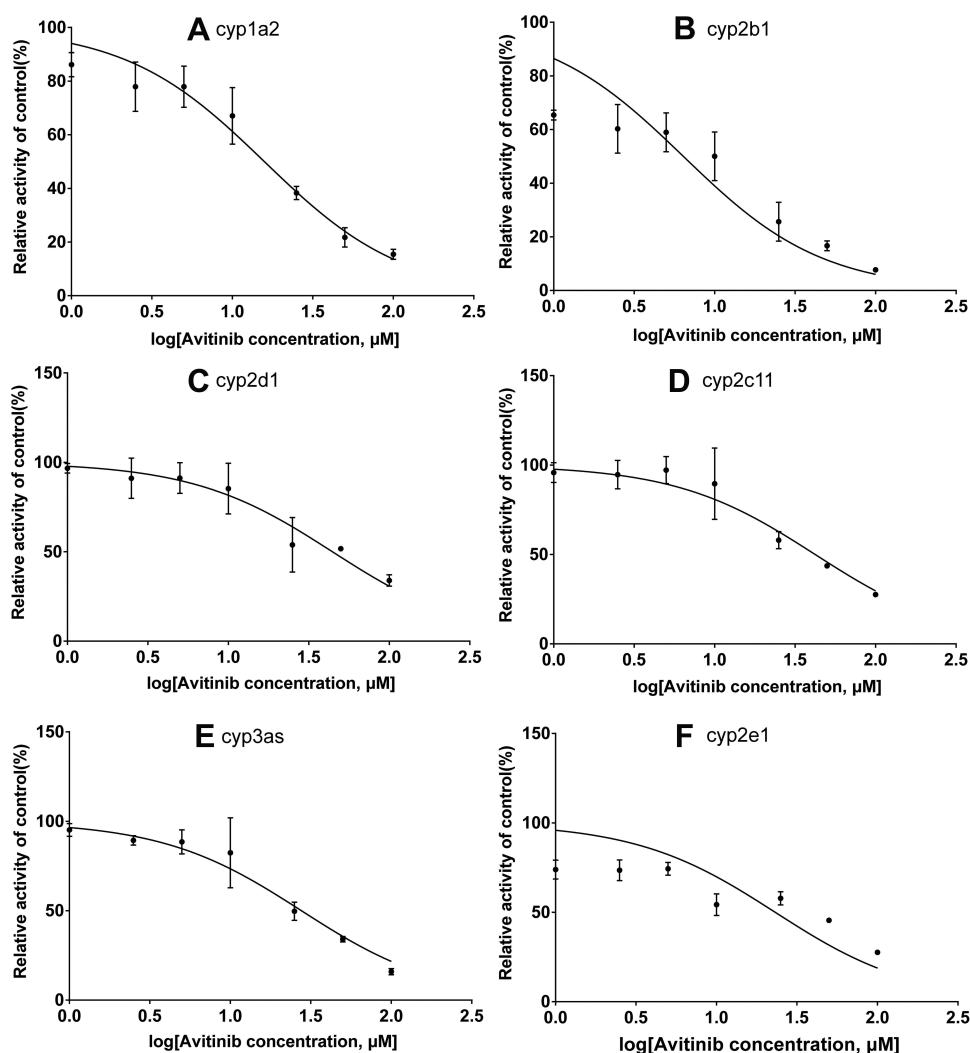 A cyp1a2
Relative activity of control(%)
100
80
60
40
20
0
0.0 0.5 1.0 1.5 2.0 2.5
log[Avitinib concentration, µM]
B cyp2b1
Relative activity of control(%)
100
80
60
40
20
0
0.0 0.5 1.0 1.5 2.0 2.5
log[Avitinib concentration, µM]
C cyp2d1
Relative activity of control(%)
150
100
50
0
0.0 0.5 1.0 1.5 2.0 2.5
log[Avitinib concentration, µM]
D cyp2c11
Relative activity of control(%)
150
100
50
0
0.0 0.5 1.0 1.5 2.0 2.5
log[Avitinib concentration, µM]
E cyp3as
Relative activity of control(%)
150
100
50
0
0.0 0.5 1.0 1.5 2.0 2.5
log[Avitinib concentration, µM]
F cyp2e1
Relative activity of control(%)
150
100
50
0
0.0 0.5 1.0 1.5 2.0 2.5
log[Avitinib concentration, µM]